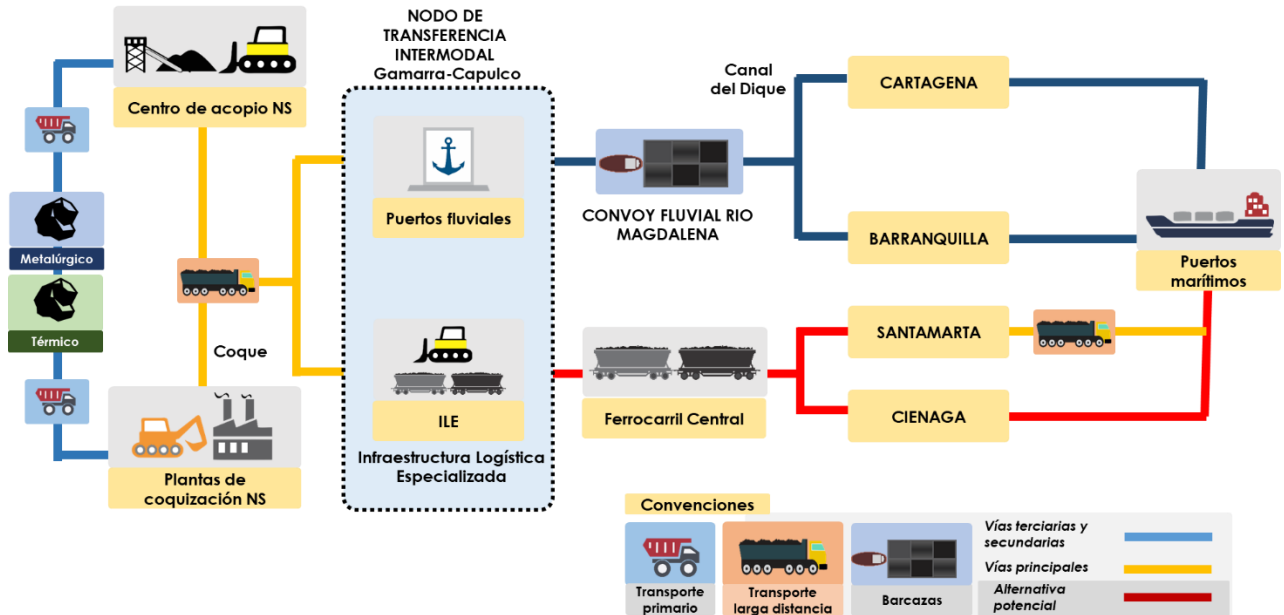 Centro de acopio NS
Metalúrgico
Térmico
Coque
Plantas de
coquización NS
NODO DE
TRANSFERENCIA
INTERMODAL
Gamarra-Capulco
Puertos fluviales
ILE
Infraestructura Logística
Especializada
CONVOY FLUVIAL RIO
MAGDALENA
Ferrocarril Central
Canal
del Dique
CARTAGENA
BARRANQUILLA
SANTAMARTA
CIENAGA
Puertos
marítimos
Convenciones
Transporte
primario
Transporte
larga distancia
Barcazas
Vías terciarias y
secundarias
Vías principales
Alternativa
potencial